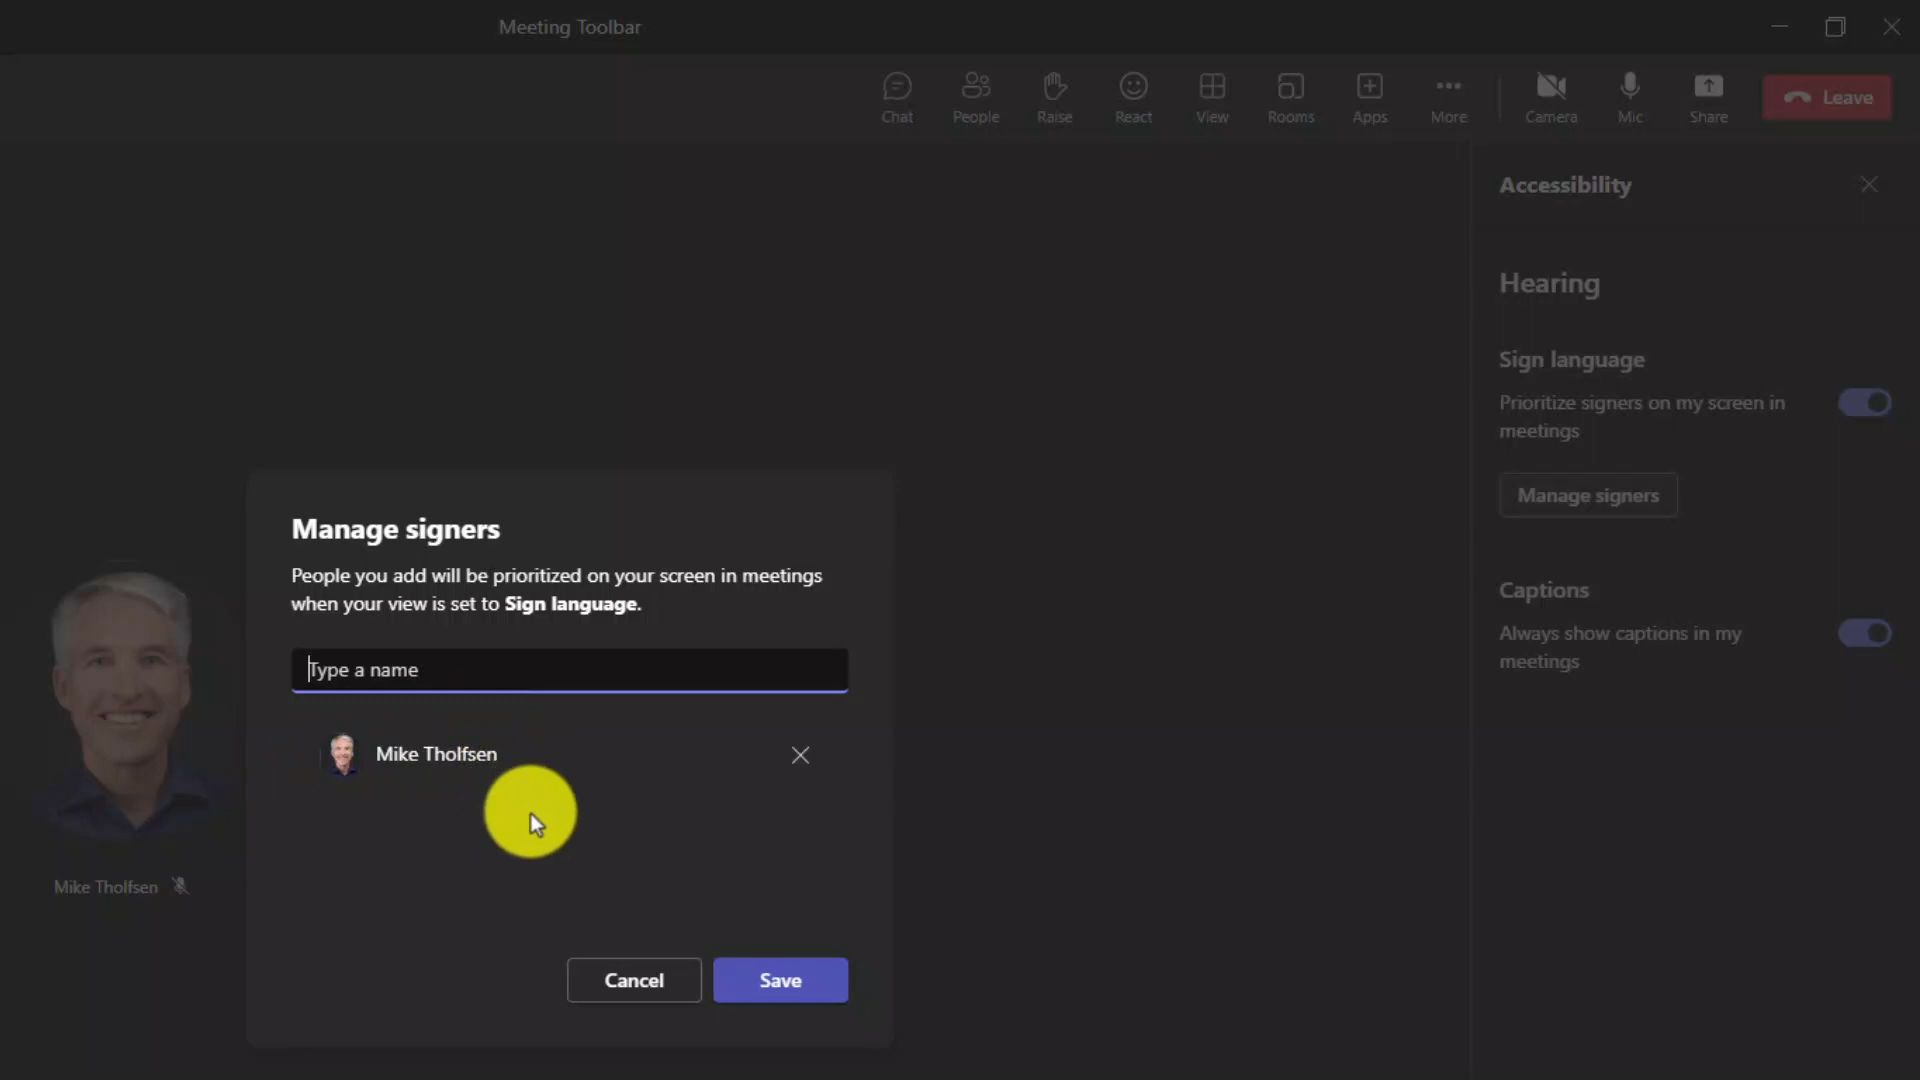 Meeting Toolbar
Chat
People
Raise
React
View
Rooms
Apps
More
Camera
Mic
Share
Leave
Accessibility
Hearing
Sign language
Prioritize signers on my screen in
meetings
Manage signers
Captions
Always show captions in my
meetings
Manage signers
People you add will be prioritized on your screen in meetings
when your view is set to Sign language.
Type a name
Mike Tholfsen
Mike Tholfsen
Cancel
Save